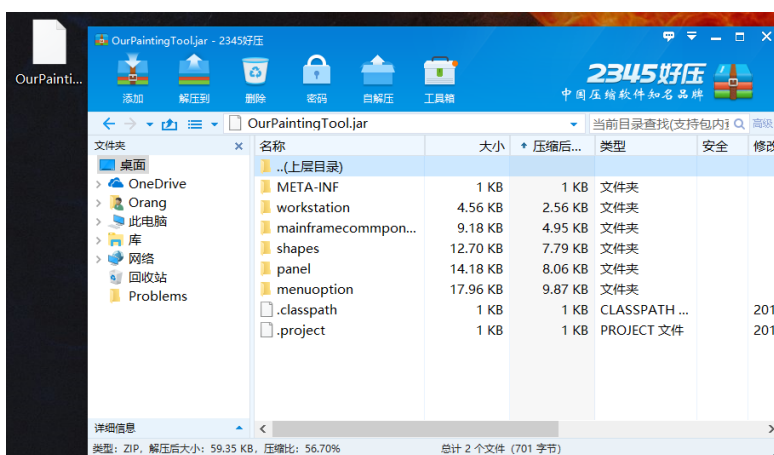 OurPainti...
OurPaintingTool.jar - 2345好压
添加 解压到 删除 密码 自解压 工具箱
2345好压
中国压缩软件知名品牌
OurPaintingTool.jar
当前目录查找(支持包内 高级
文件夹 × 名称 大小 压缩后... 类型 安全 修改
桌面
OneDrive
Orang
此电脑
库
网络
回收站
Problems
..(上层目录)
META-INF 1 KB 1 KB 文件夹
workstation 4.56 KB 2.56 KB 文件夹
mainframecommpon... 9.18 KB 4.95 KB 文件夹
shapes 12.70 KB 7.79 KB 文件夹
panel 14.18 KB 8.06 KB 文件夹
menuoption 17.96 KB 9.87 KB 文件夹
.classpath 1 KB 1 KB CLASSPATH ... 201
.project 1 KB 1 KB PROJECT 文件 201
详细信息
类型: ZIP, 解压后大小: 59.35 KB, 压缩比: 56.70% 总计 2 个文件 (701 字节)